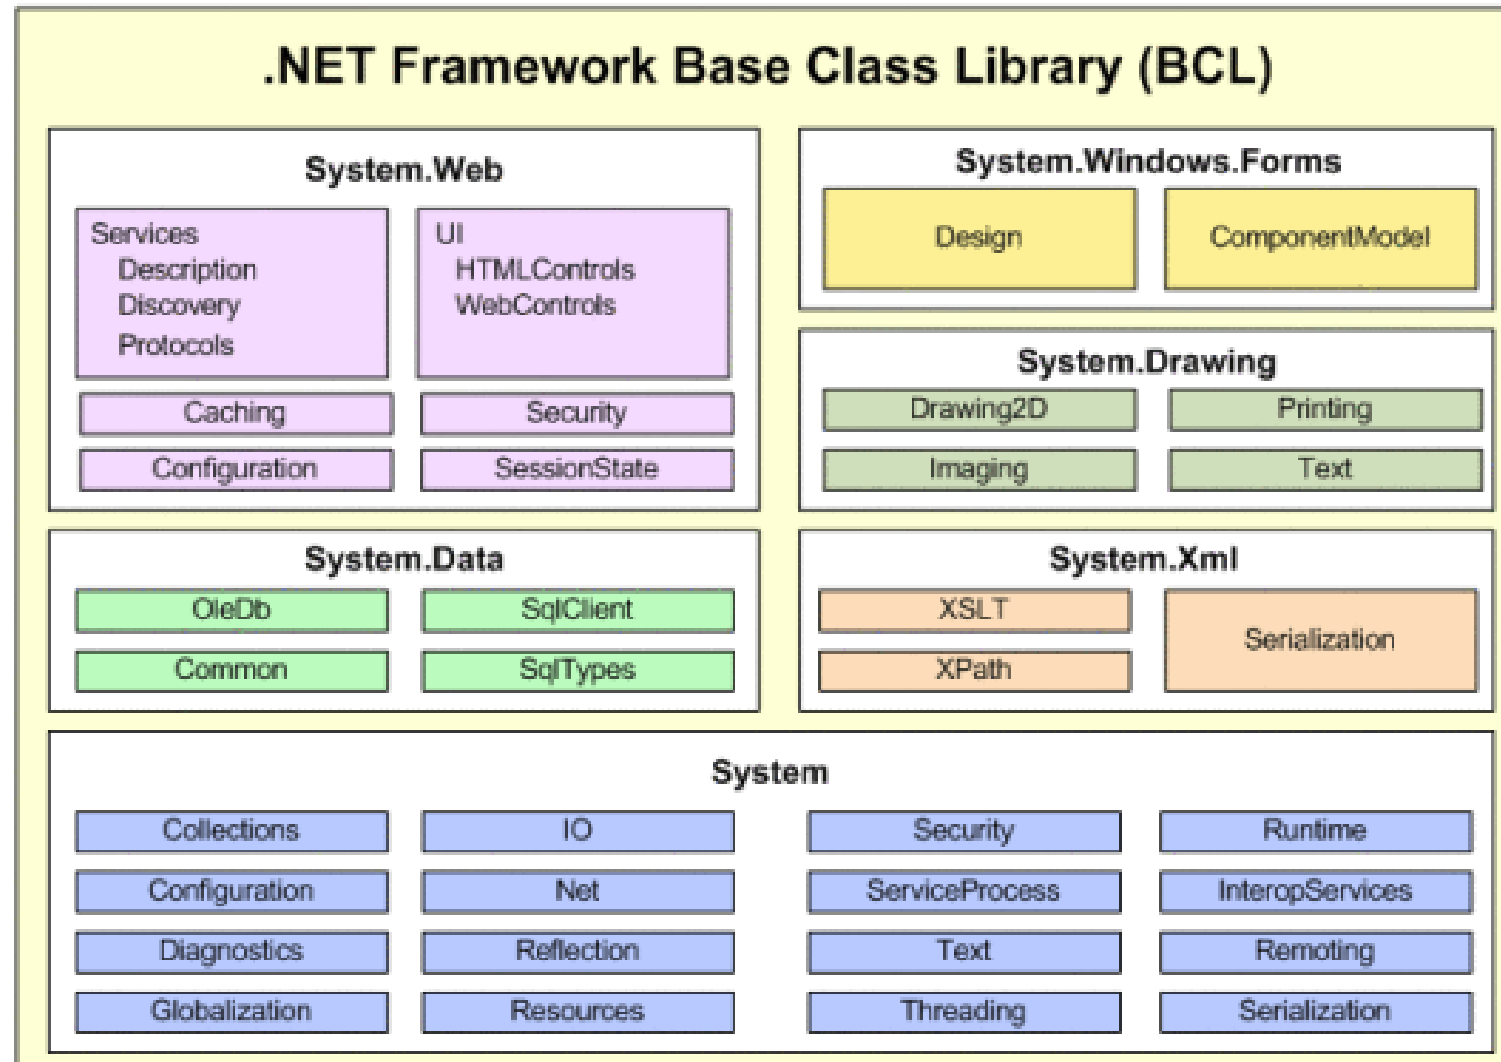 .NET Framework Base Class Library (BCL)
System.Web
Services
Description
Discovery
Protocols
UI
HTMLControls
WebControls
Caching
Security
Configuration
SessionState
System.Windows.Forms
Design
ComponentModel
System.Drawing
Drawing2D
Printing
Imaging
Text
System.Data
OleDb
SqlClient
Common
SqlTypes
System.Xml
XSLT
XPath
Serialization
System
Collections
IO
Security
Runtime
Configuration
Net
ServiceProcess
InteropServices
Diagnostics
Reflection
Text
Remoting
Globalization
Resources
Threading
Serialization